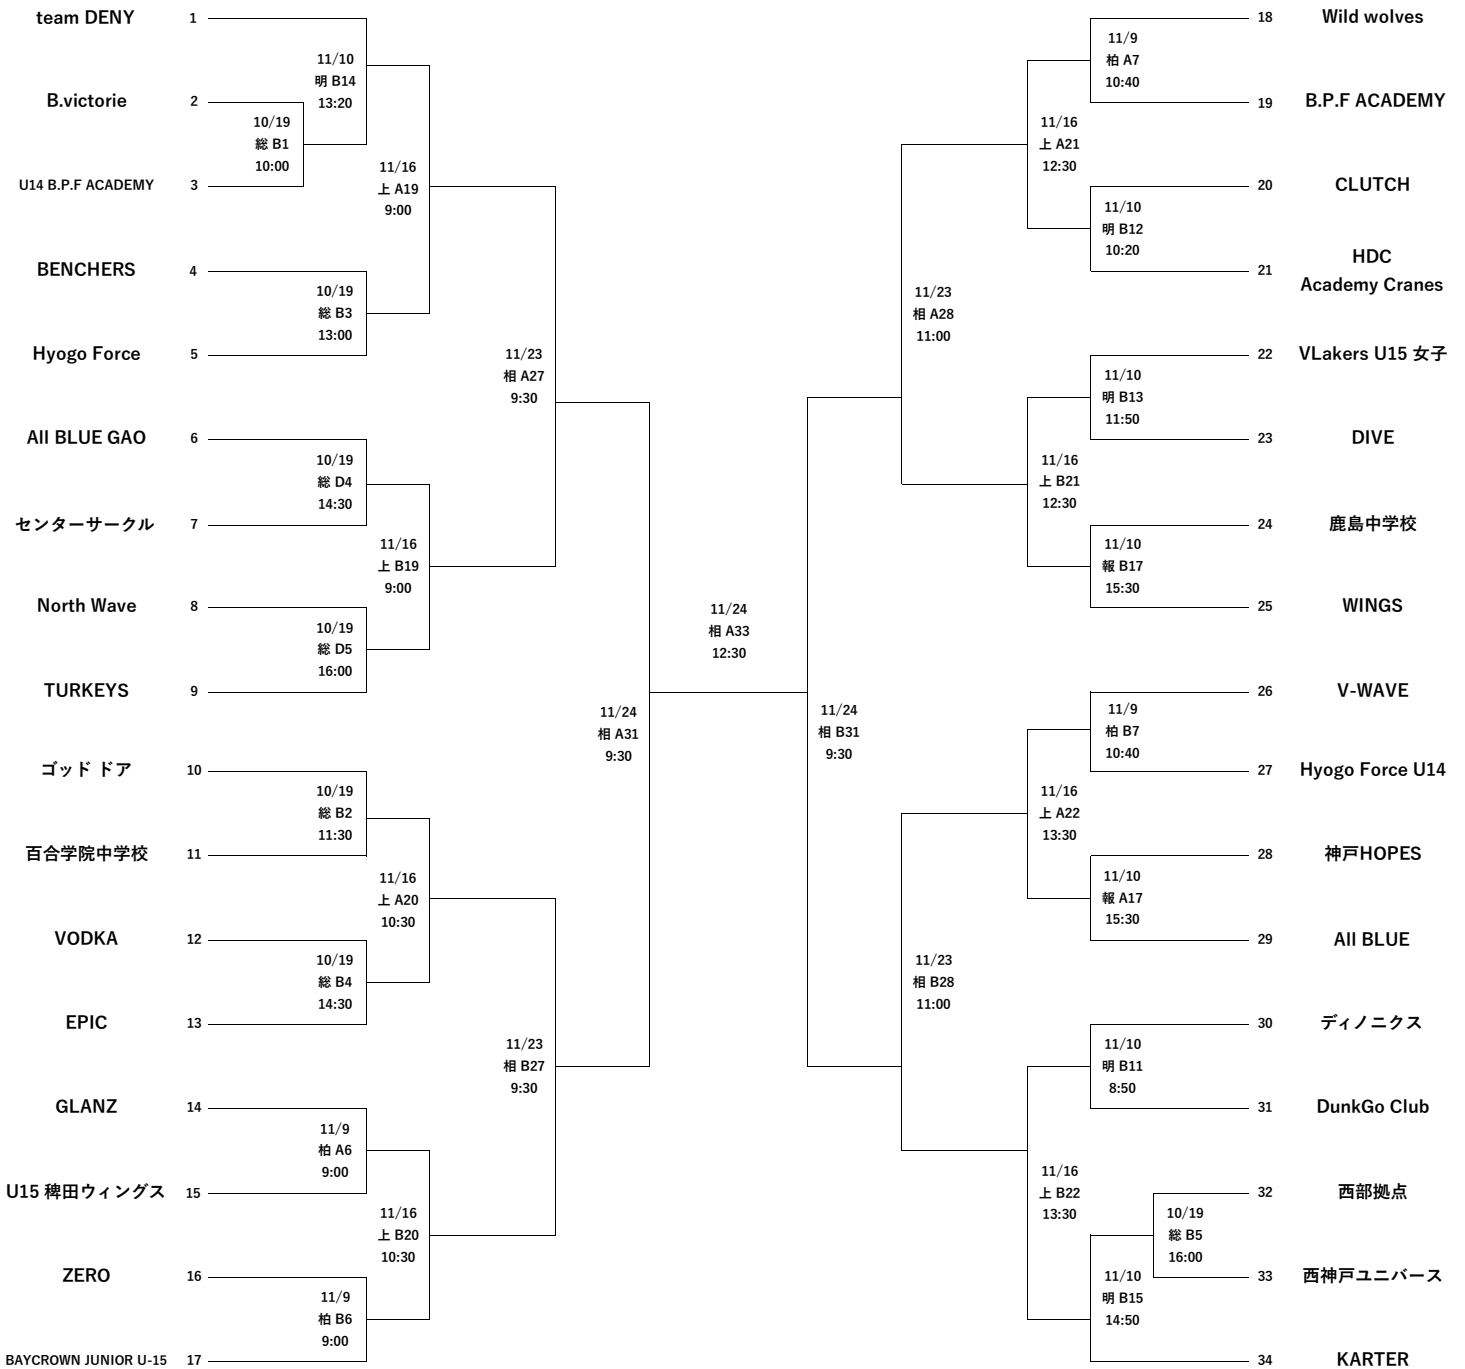 team DENY 1
11/10
明 B14
13:20
B.victorie 2
10/19
総 B1
10:00
U14 B.P.F ACADEMY 3
11/16
上 A19
9:00
BENCHERS 4
10/19
総 B3
13:00
Hyogo Force 5
11/23
相 A27
9:30
All BLUE GAO 6
10/19
総 D4
14:30
センターサークル 7
11/16
上 B19
9:00
North Wave 8
10/19
総 D5
16:00
TURKEYS 9
11/24
相 A31
9:30
ゴッド ドア 10
10/19
総 B2
11:30
百合学院中学校 11
11/16
上 A20
10:30
VODKA 12
10/19
総 B4
14:30
EPIC 13
11/23
相 B27
9:30
GLANZ 14
11/9
柏 A6
9:00
U15 稗田ウィングス 15
11/16
上 B20
10:30
ZERO 16
11/9
柏 B6
9:00
BAYCROWN JUNIOR U-15 17
11/24
相 A33
12:30
18 Wild wolves
11/9
柏 A7
10:40
19 B.P.F ACADEMY
11/16
上 A21
12:30
20 CLUTCH
11/10
明 B12
10:20
21 HDC
Academy Cranes
11/23
相 A28
11:00
22 VLakers U15 女子
11/10
明 B13
11:50
23 DIVE
11/16
上 B21
12:30
24 鹿島中学校
11/10
報 B17
15:30
25 WINGS
11/24
相 B31
9:30
26 V-WAVE
11/9
柏 B7
10:40
27 Hyogo Force U14
11/16
上 A22
13:30
28 神戸HOPES
11/10
報 A17
15:30
29 All BLUE
11/23
相 B28
11:00
30 ディノニクス
11/10
明 B11
8:50
31 DunkGo Club
11/16
上 B22
13:30
32 西部拠点
10/19
総 B5
16:00
33 西神戸ユニバース
11/10
明 B15
14:50
34 KARTER